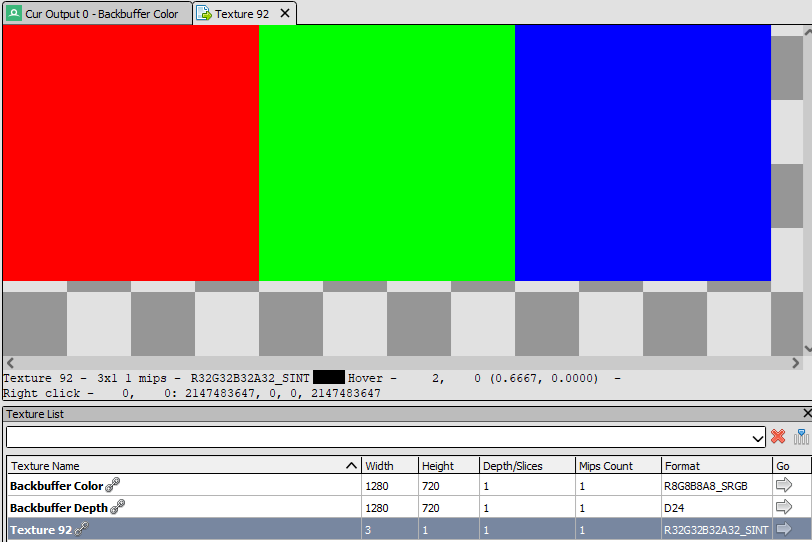 Cur Output 0 - Backbuffer Color Texture 92
Texture 92 - 3x1 1 mips - R32G32B32A32_SINT Hover - 2, 0 (0.6667, 0.0000) -
Right click - 0, 0: 2147483647, 0, 0, 2147483647
Texture List
Texture Name Width Height Depth/Slices Mips Count Format Go
Backbuffer Color 1280 720 1 1 R8G8B8A8_SRGB
Backbuffer Depth 1280 720 1 1 D24
Texture 92 3 1 1 1 R32G32B32A32_SINT